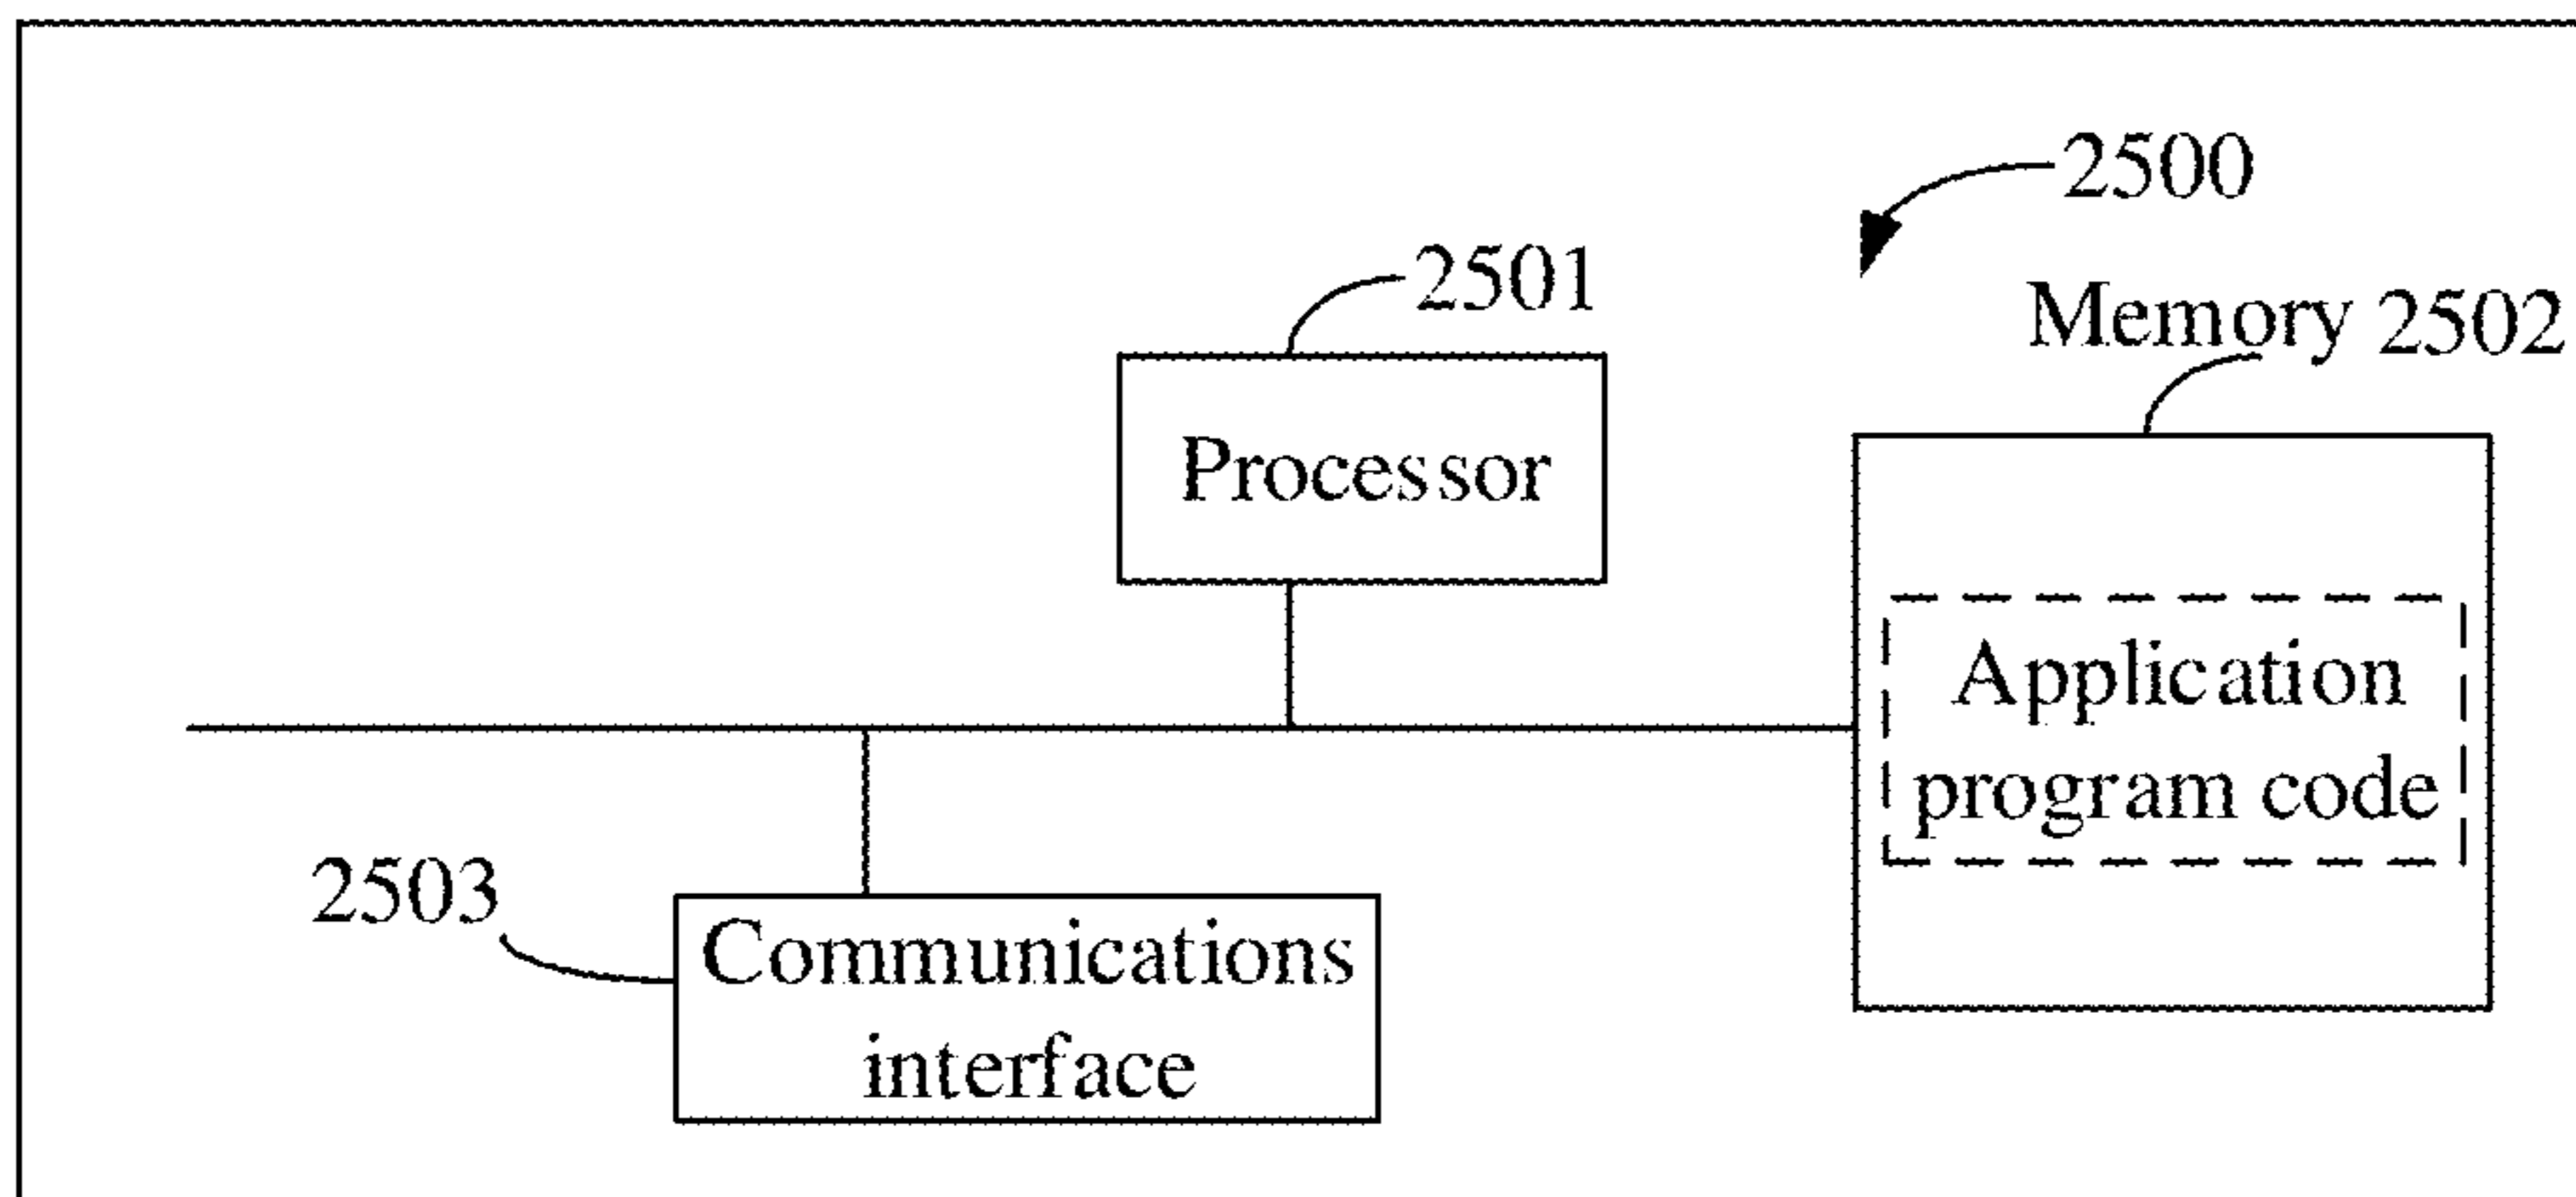 2500
2501
Memory 2502
Processor
Application
program code
2503
Communications
interface